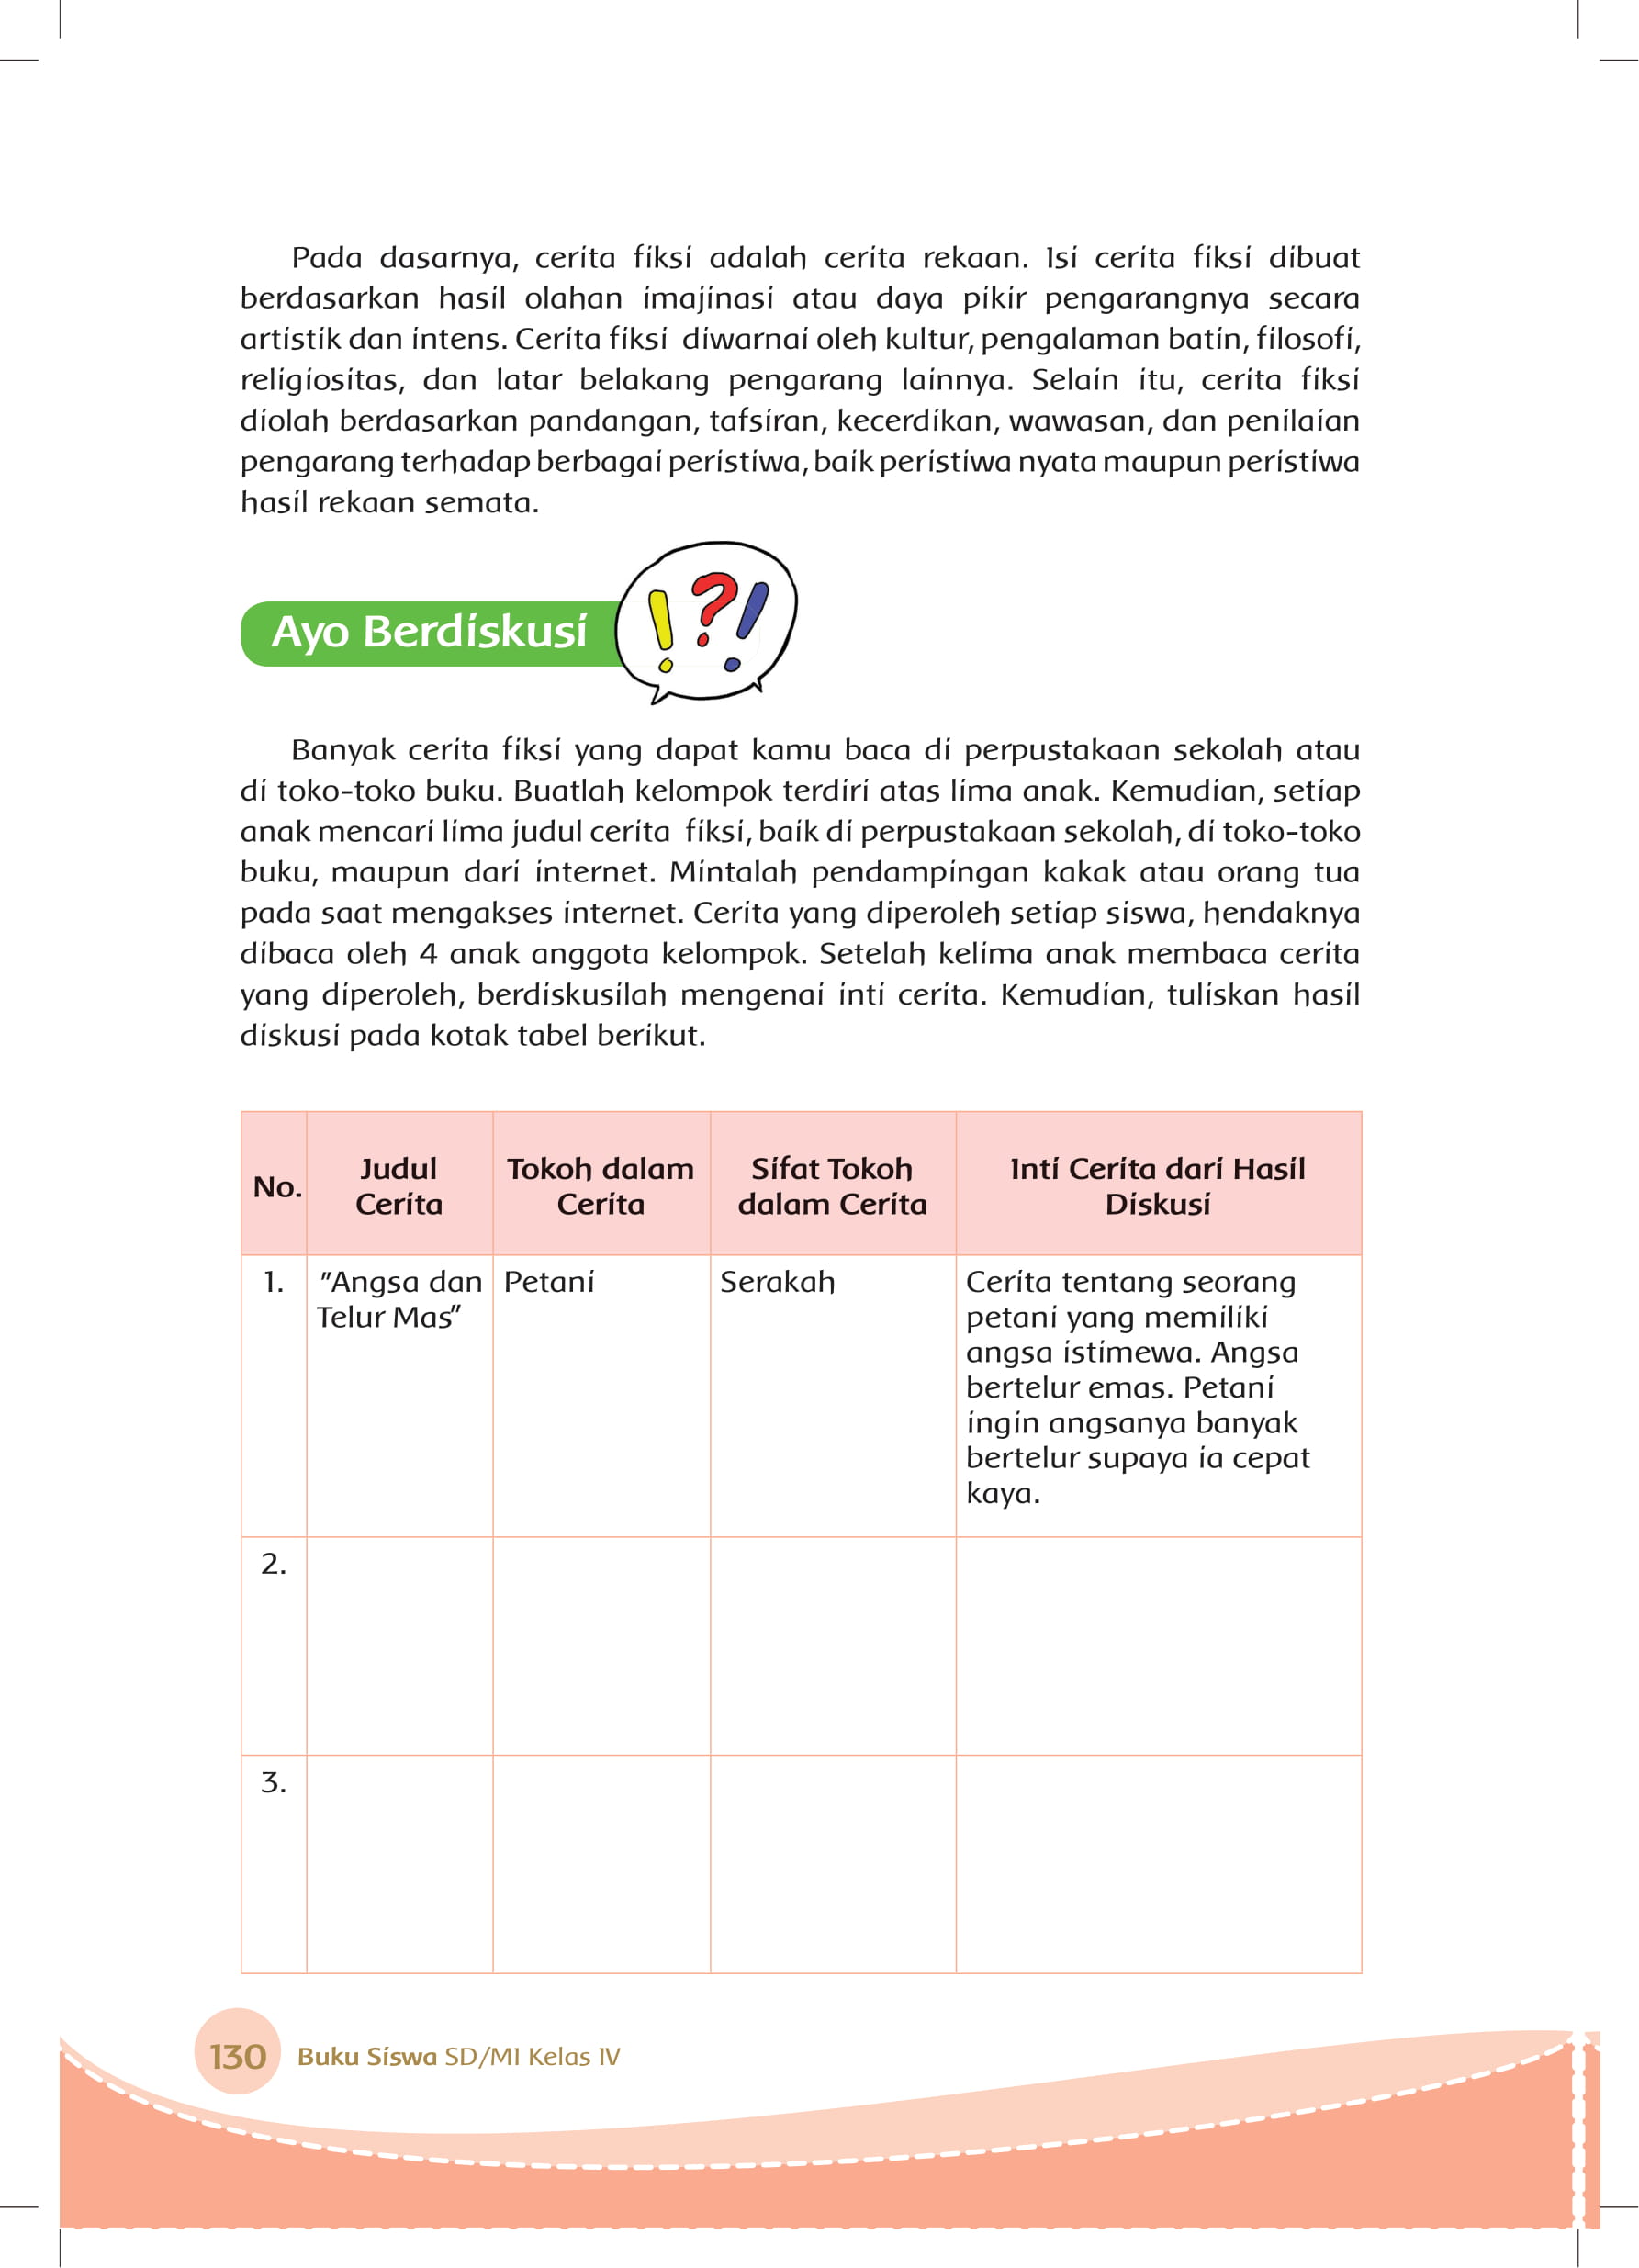 Pada dasarnya, cerita fiksi adalah cerita rekaan. Isi cerita fiksi dibuat
berdasarkan hasil olahan imajinasi atau daya pikir pengarangnya secara
artistik dan intens. Cerita fiksi diwarnai oleh kultur, pengalaman batin, filosofi,
religiositas, dan latar belakang pengarang lainnya. Selain itu, cerita fiksi
diolah berdasarkan pandangan, tafsiran, kecerdikan, wawasan, dan penilaian
pengarang terhadap berbagai peristiwa, baik peristiwa nyata maupun peristiwa
hasil rekaan semata.
Ayo Berdiskusi
!?!
Banyak cerita fiksi yang dapat kamu baca di perpustakaan sekolah atau
di toko-toko buku. Buatlah kelompok terdiri atas lima anak. Kemudian, setiap
anak mencari lima judul cerita fiksi, baik di perpustakaan sekolah, di toko-toko
buku, maupun dari internet. Mintalah pendampingan kakak atau orang tua
pada saat mengakses internet. Cerita yang diperoleh setiap siswa, hendaknya
dibaca oleh 4 anak anggota kelompok. Setelah kelima anak membaca cerita
yang diperoleh, berdiskusilah mengenai inti cerita. Kemudian, tuliskan hasil
diskusi pada kotak tabel berikut.
No.
Judul
Cerita
Tokoh dalam
Cerita
Sifat Tokoh
dalam Cerita
Inti Cerita dari Hasil
Diskusi
1.
"Angsa dan
Telur Mas"
Petani
Serakah
Cerita tentang seorang
petani yang memiliki
angsa istimewa. Angsa
bertelur emas. Petani
ingin angsanya banyak
bertelur supaya ia cepat
kaya.
2.
3.
130 Buku Siswa SD/MI Kelas IV